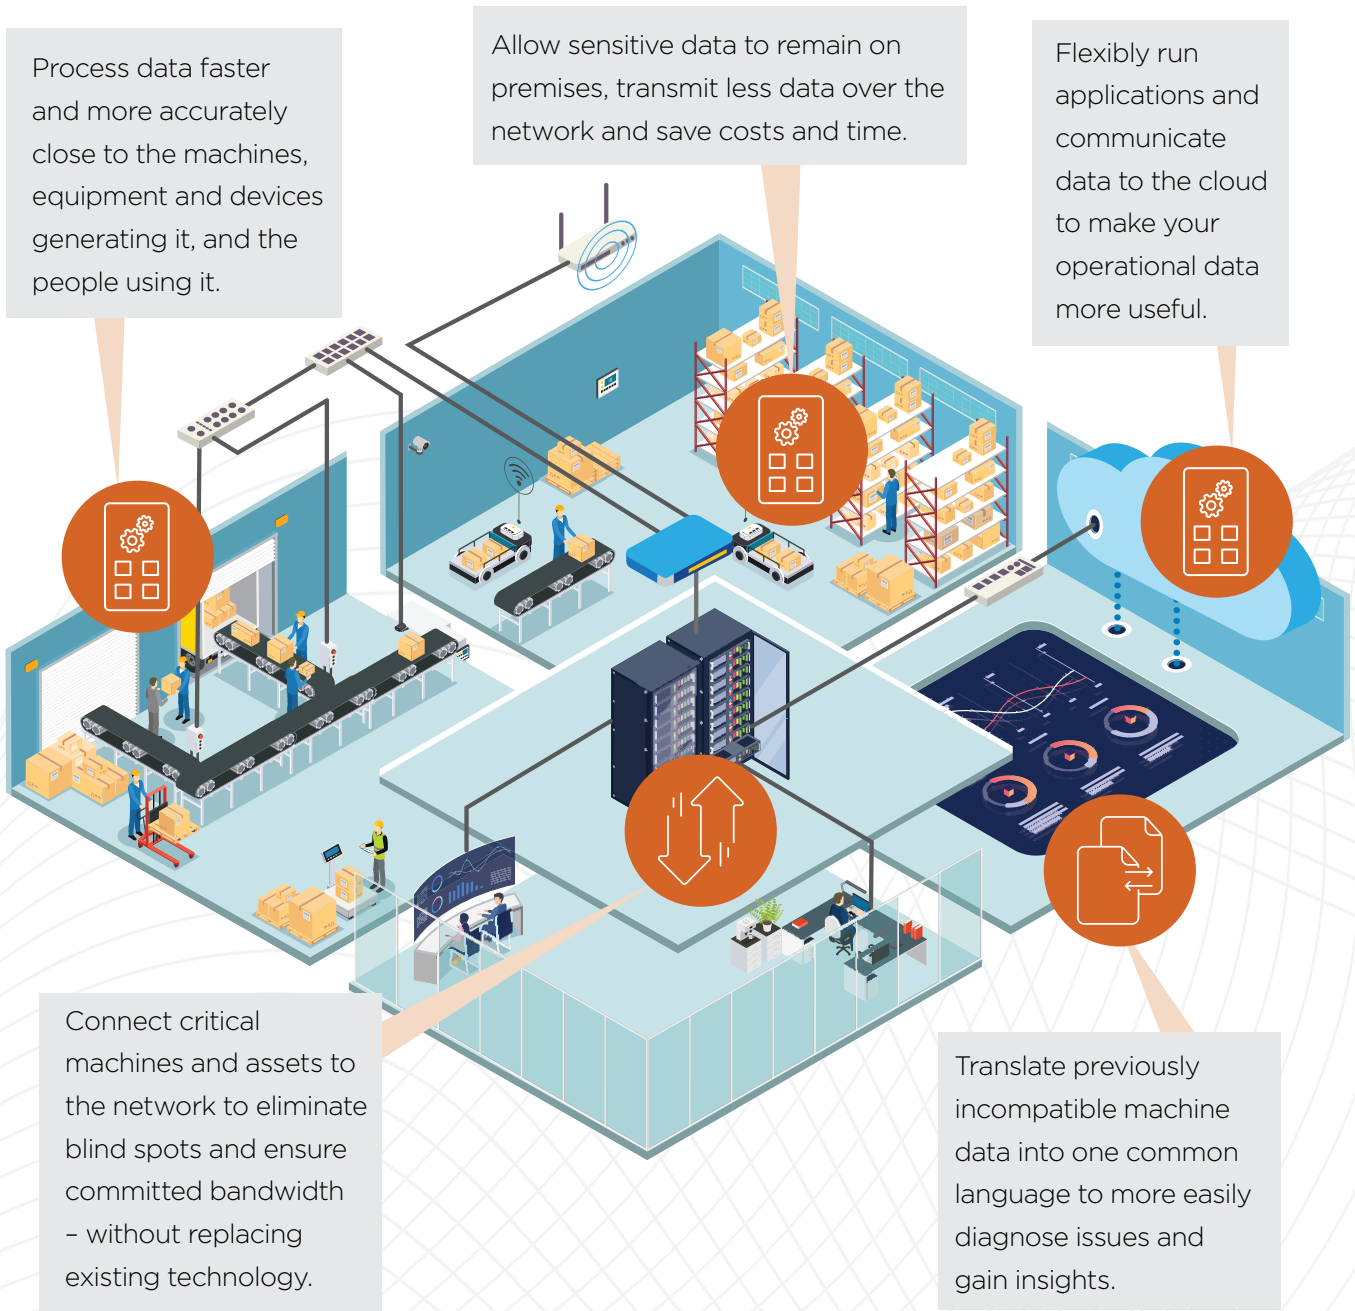 Process data faster
and more accurately
close to the machines,
equipment and devices
generating it, and the
people using it.
Allow sensitive data to remain on
premises, transmit less data over the
network and save costs and time.
Flexibly run
applications and
communicate
data to the cloud
to make your
operational data
more useful.
Connect critical
machines and assets to
the network to eliminate
blind spots and ensure
committed bandwidth
– without replacing
existing technology.
Translate previously
incompatible machine
data into one common
language to more easily
diagnose issues and
gain insights.